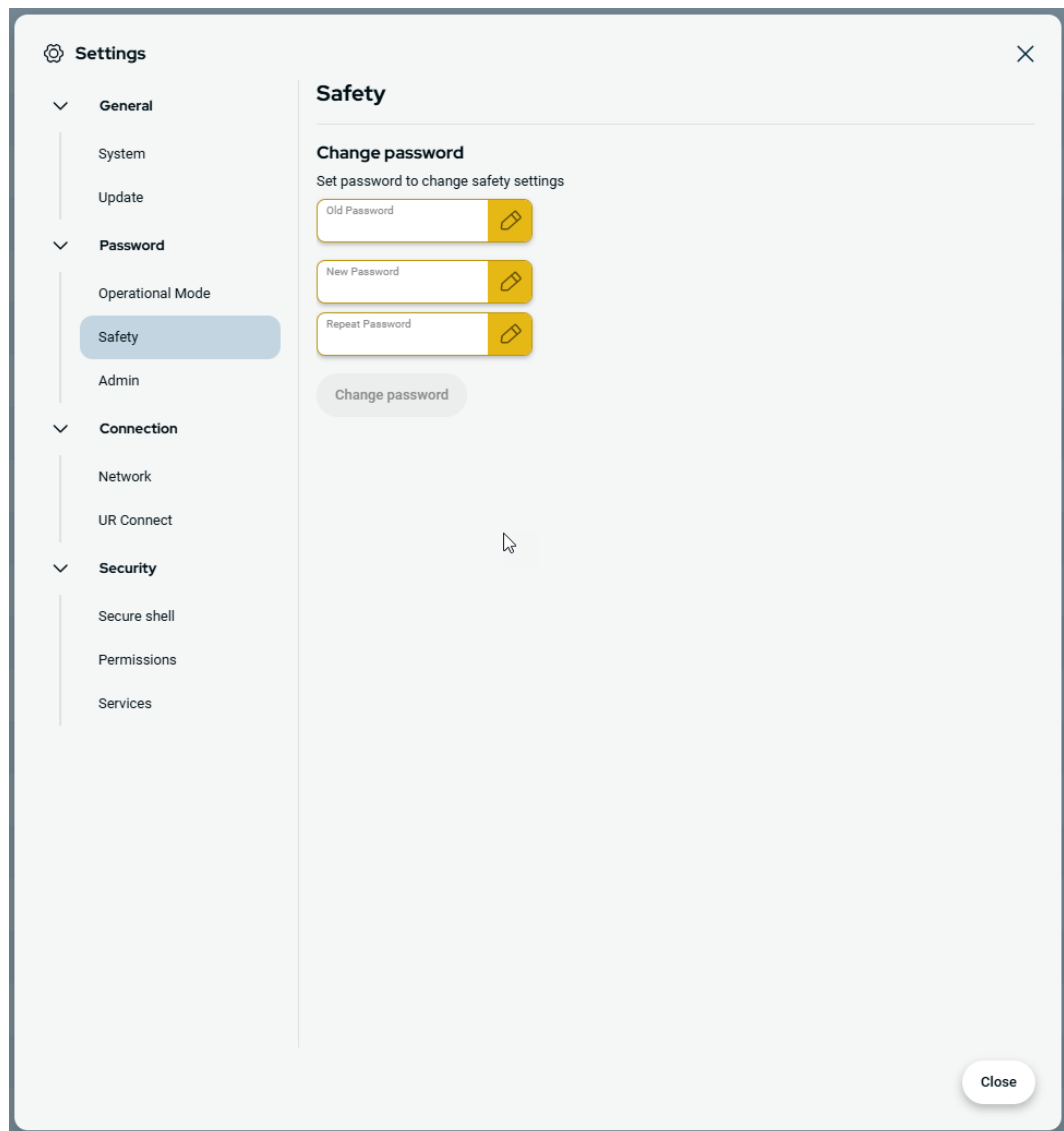 Settings
General
System
Update
Password
Operational Mode
Safety
Admin
Connection
Network
UR Connect
Security
Secure shell
Permissions
Services
Safety
Change password
Set password to change safety settings
Old Password
New Password
Repeat Password
Change password
Close